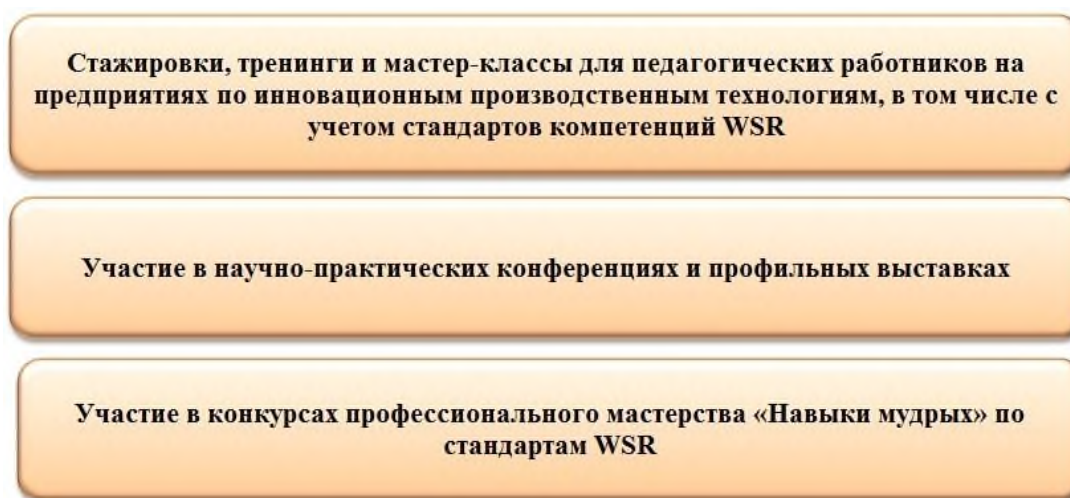 Стажировки, тренинги и мастер-классы для педагогических работников на
предприятиях по инновационным производственным технологиям, в том числе с
учетом стандартов компетенций WSR
Участие в научно-практических конференциях и профильных выставках
Участие в конкурсах профессионального мастерства «Навыки мудрых» по
стандартам WSR